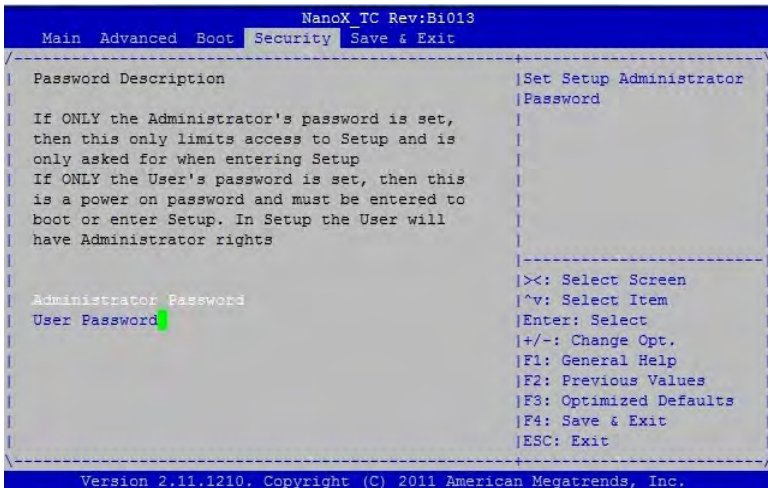 NanoX_TC Rev:Bi013
Main Advanced Boot Security Save & Exit
Password Description
If ONLY the Administrator's password is set,
then this only limits access to Setup and is
only asked for when entering Setup
If ONLY the User's password is set, then this
is a power on password and must be entered to
boot or enter Setup. In Setup the User will
have Administrator rights
Administrator Password
User Password
Set Setup Administrator
Password
><: Select Screen
^v: Select Item
Enter: Select
+/-: Change Opt.
F1: General Help
F2: Previous Values
F3: Optimized Defaults
F4: Save & Exit
ESC: Exit
Version 2.11.1210. Copyright (C) 2011 American Megatrends, Inc.